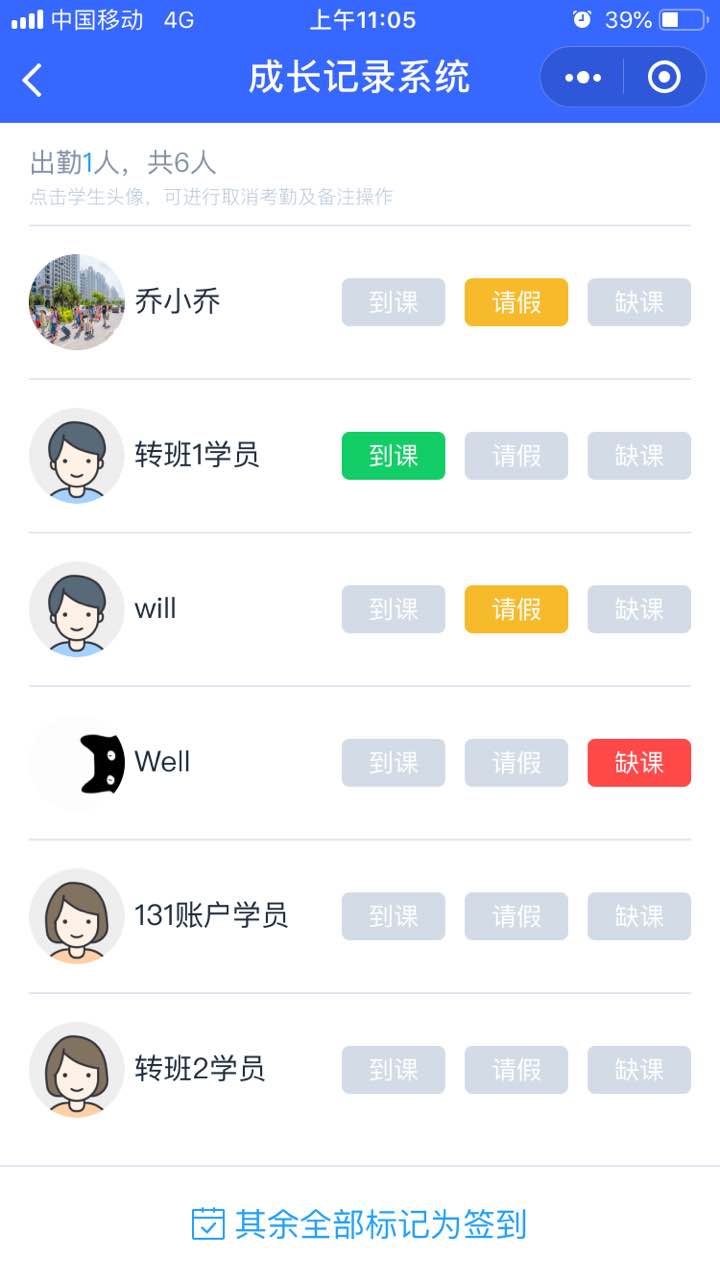 中国移动 4G 上午11:05 39%
成长记录系统
出勤1人，共6人
点击学生头像，可进行取消考勤及备注操作
乔小乔 到课 请假 缺课
转班1学员 到课 请假 缺课
will 到课 请假 缺课
Well 到课 请假 缺课
131账户学员 到课 请假 缺课
转班2学员 到课 请假 缺课
其余全部标记为签到